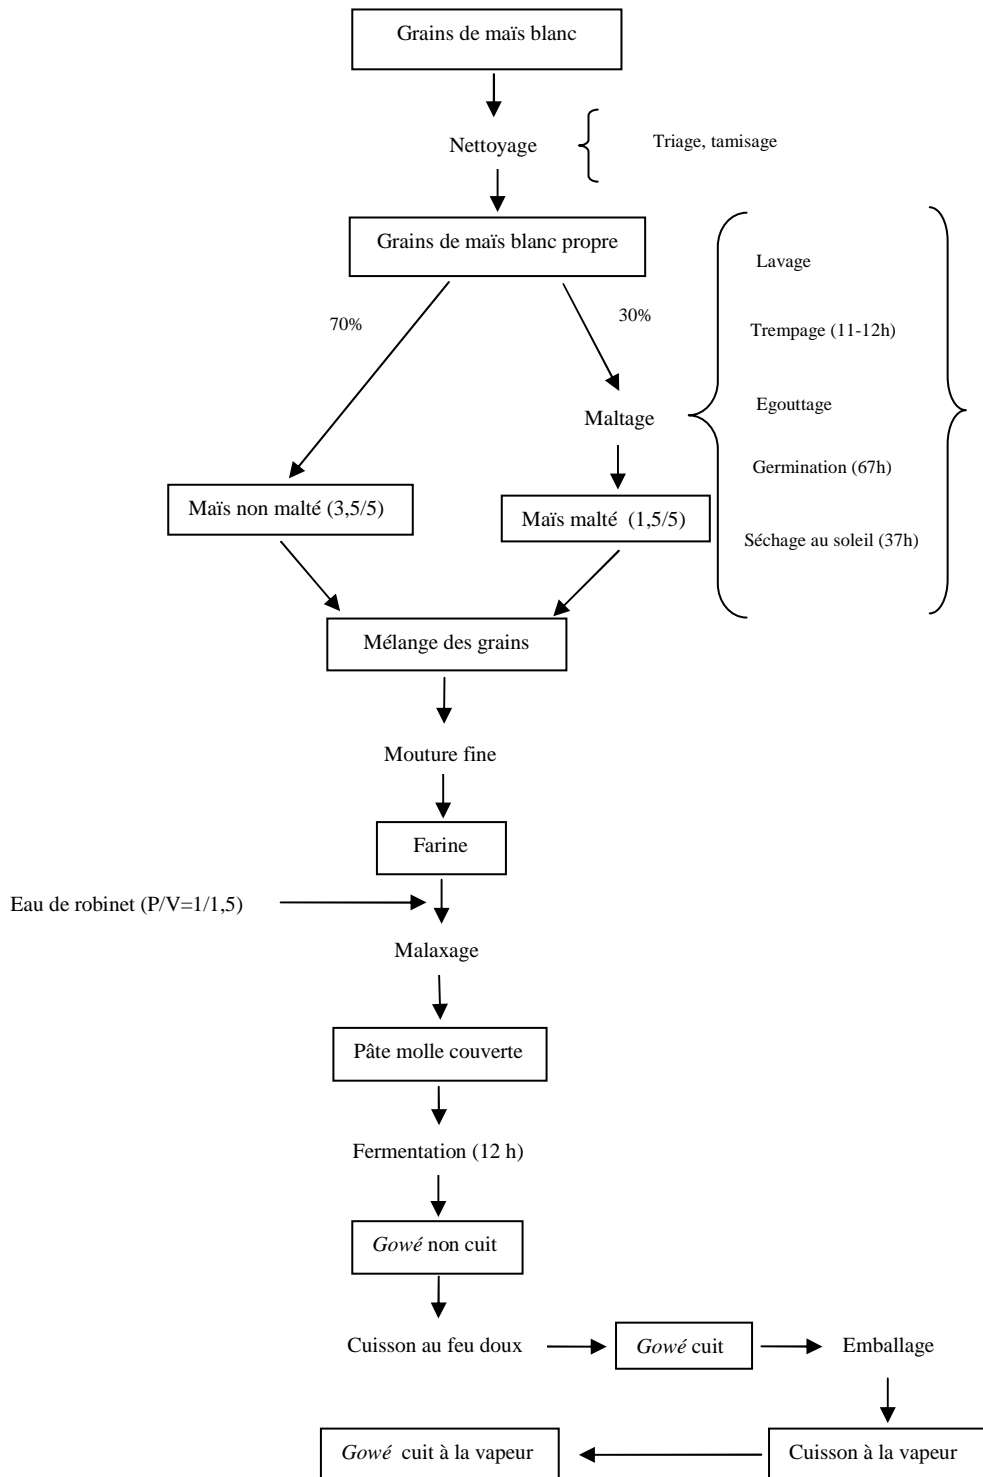 Grains de maïs blanc
Nettoyage
Triage, tamisage
Grains de maïs blanc propre
70%
30%
Lavage
Trempage (11-12h)
Maltage
Egouttage
Germination (67h)
Séchage au soleil (37h)
Maïs non malté (3,5/5)
Maïs malté (1,5/5)
Mélange des grains
Mouture fine
Farine
Eau de robinet (P/V=1/1,5)
Malaxage
Pâte molle couverte
Fermentation (12 h)
Gowé non cuit
Cuisson au feu doux
Gowé cuit
Emballage
Cuisson à la vapeur
Gowé cuit à la vapeur